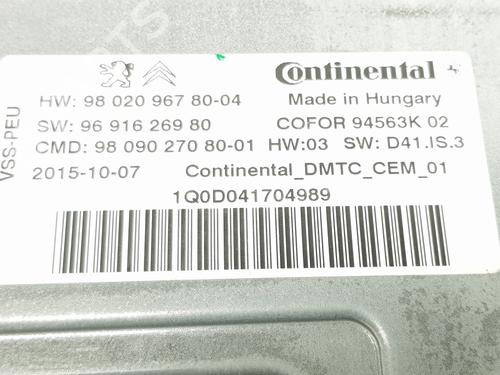 Continental
HW: 98 020 967 80-04
Made in Hungary
SW: 96 916 269 80
COFOR 94563K 02
CMD: 98 090 270 80-01
HW:03 SW: D41.IS.3
2015-10-07
Continental_DMTC_CEM_01
1Q0D041704989
VSS-PEU